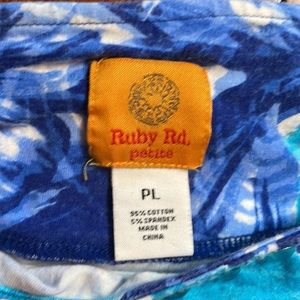 Ruby Rd.
petite
PL
95% COTTON
5% SPANDEX
MADE IN
CHINA